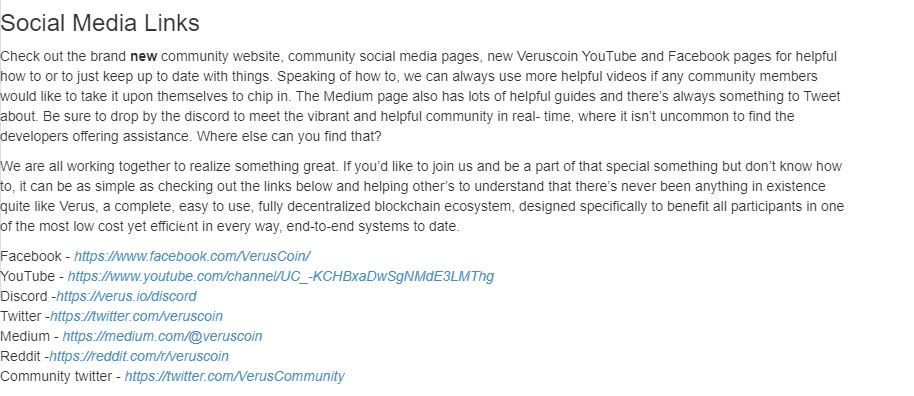 Social Media Links
Check out the brand new community website, community social media pages, new Veruscoin YouTube and Facebook pages for helpful
how to or to just keep up to date with things. Speaking of how to, we can always use more helpful videos if any community members
would like to take it upon themselves to chip in. The Medium page also has lots of helpful guides and there’s always something to Tweet
about. Be sure to drop by the discord to meet the vibrant and helpful community in real- time, where it isn’t uncommon to find the
developers offering assistance. Where else can you find that?
We are all working together to realize something great. If you’d like to join us and be a part of that special something but don’t know how
to, it can be as simple as checking out the links below and helping other’s to understand that there’s never been anything in existence
quite like Verus, a complete, easy to use, fully decentralized blockchain ecosystem, designed specifically to benefit all participants in one
of the most low cost yet efficient in every way, end-to-end systems to date.
Facebook - https://www.facebook.com/VerusCoin/
YouTube - https://www.youtube.com/channel/UC_-KCHBxaDwSgNMdE3LMThg
Discord -https://verus.io/discord
Twitter -https://twitter.com/veruscoin
Medium - https://medium.com/@veruscoin
Reddit -https://reddit.com/r/veruscoin
Community twitter - https://twitter.com/VerusCommunity